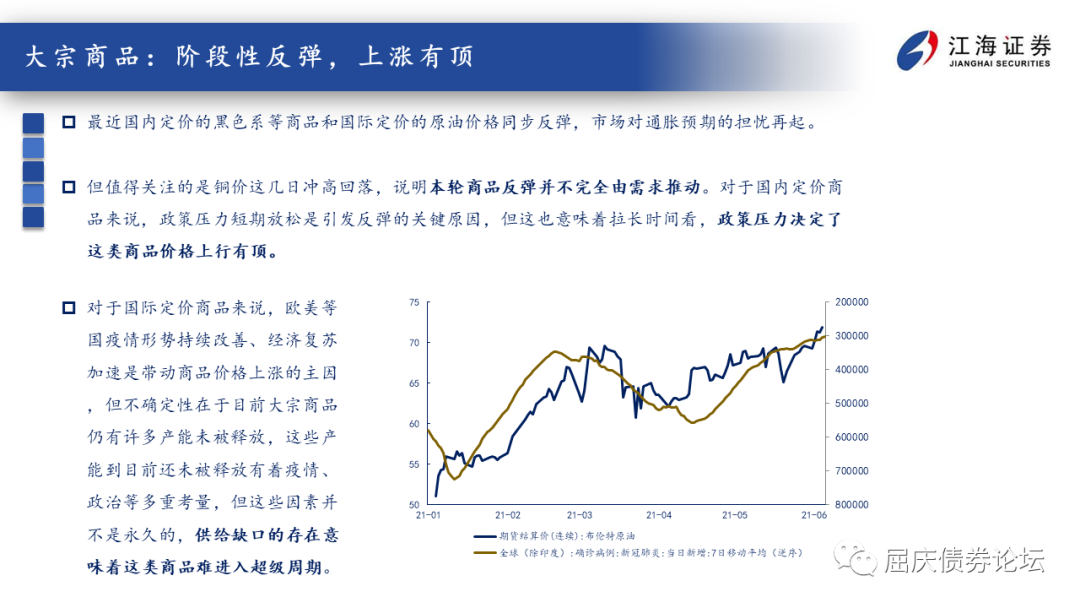 大宗商品：阶段性反弹，上涨有顶
江海证券
JIANGHAI SECURITIES
最近国内定价的黑色系等商品和国际定价的原油价格同步反弹，市场对通胀预期的担忧再起。
但值得关注的是铜价这几日冲高回落，说明本轮商品反弹并不完全由需求推动。对于国内定价商
品来说，政策压力短期放松是引发反弹的关键原因，但这也意味着拉长时间看，政策压力决定了
这类商品价格上行有顶。
对于国际定价商品来说，欧美等
国疫情形势持续改善、经济复苏
加速是带动商品价格上涨的主因
，但不确定性在于目前大宗商品
仍有许多产能未被释放，这些产
能到目前还未被释放有着疫情、
政治等多重考量，但这些因素并
不是永久的，供给缺口的存在意
味着这类商品难进入超级周期。
75
70
65
60
55
50
200000
300000
400000
500000
600000
700000
800000
21-01
21-02
21-03
21-04
21-05
21-06
期货结算价(连续):布伦特原油
全球（除印度）:确诊病例:新冠肺炎:当日新增:7日移动平均（逆序）
屈庆债券论坛